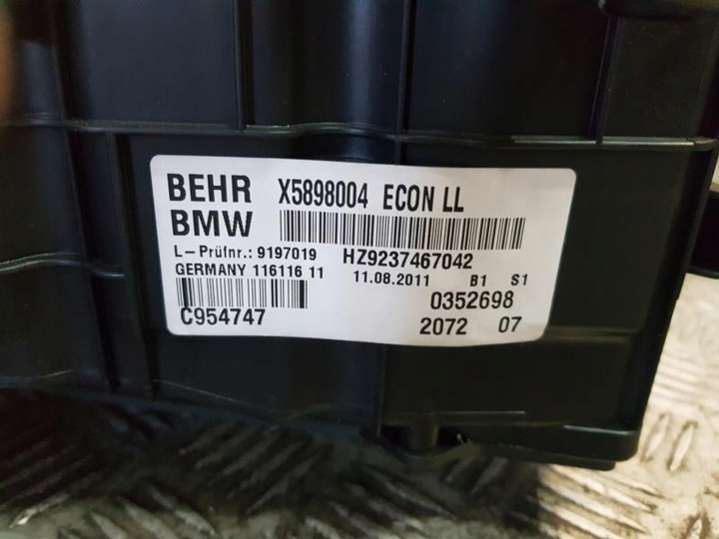 BEHR X5898004 ECON LL
BMW
L-Prüfnr.: 9197019 HZ9237467042
GERMANY 116116 11 11.08.2011 B1 S1
0352698
C954747 2072 07